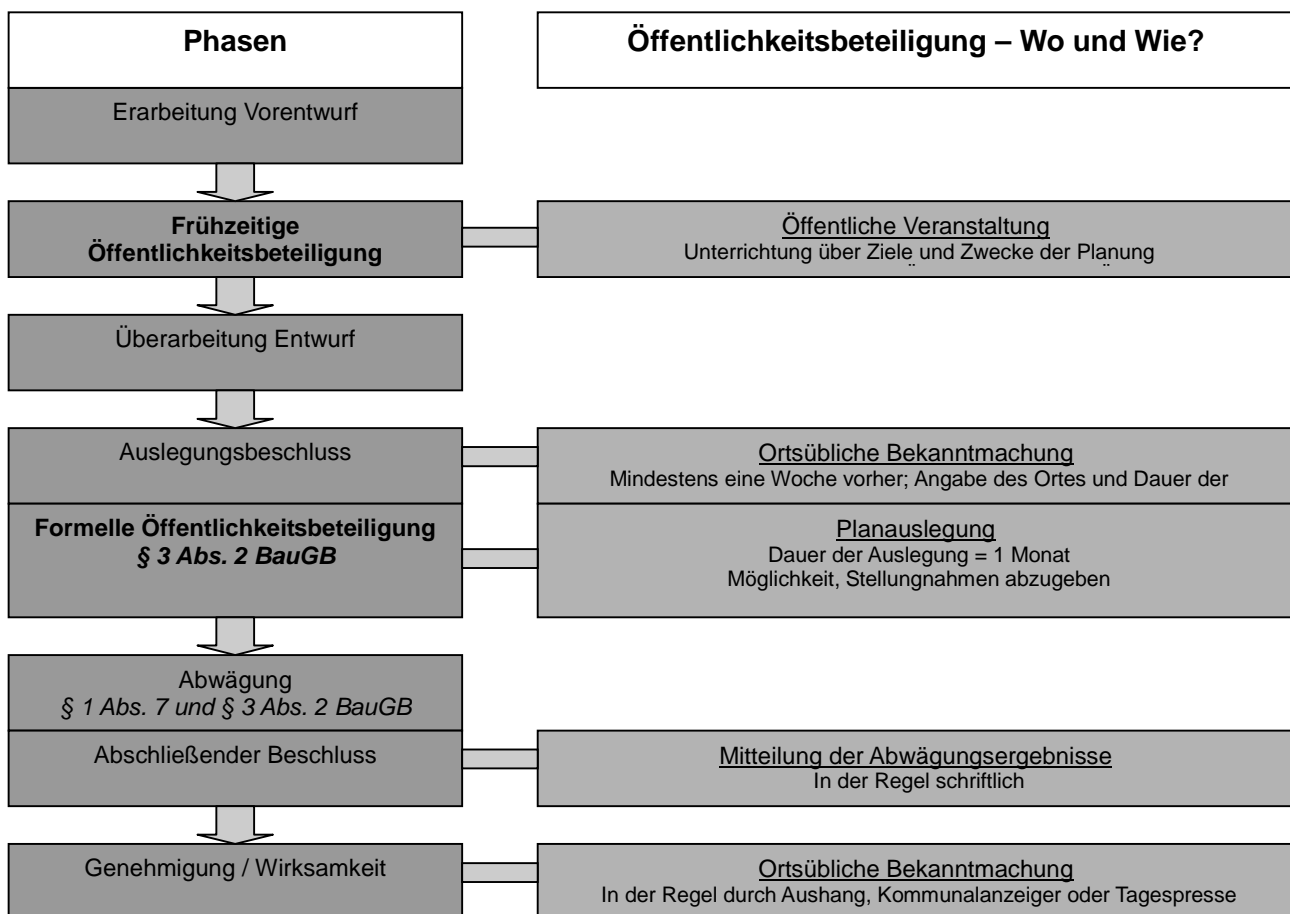 Phasen
Öffentlichkeitsbeteiligung – Wo und Wie?
Erarbeitung Vorentwurf
Frühzeitige
Öffentlichkeitsbeteiligung
Öffentliche Veranstaltung
Unterrichtung über Ziele und Zwecke der Planung
Überarbeitung Entwurf
Auslegungsbeschluss
Ortsübliche Bekanntmachung
Mindestens eine Woche vorher; Angabe des Ortes und Dauer der
Formelle Öffentlichkeitsbeteiligung
§ 3 Abs. 2 BauGB
Planauslegung
Dauer der Auslegung = 1 Monat
Möglichkeit, Stellungnahmen abzugeben
Abwägung
§ 1 Abs. 7 und § 3 Abs. 2 BauGB
Abschließender Beschluss
Mitteilung der Abwägungsergebnisse
In der Regel schriftlich
Genehmigung / Wirksamkeit
Ortsübliche Bekanntmachung
In der Regel durch Aushang, Kommunalanzeiger oder Tagespresse